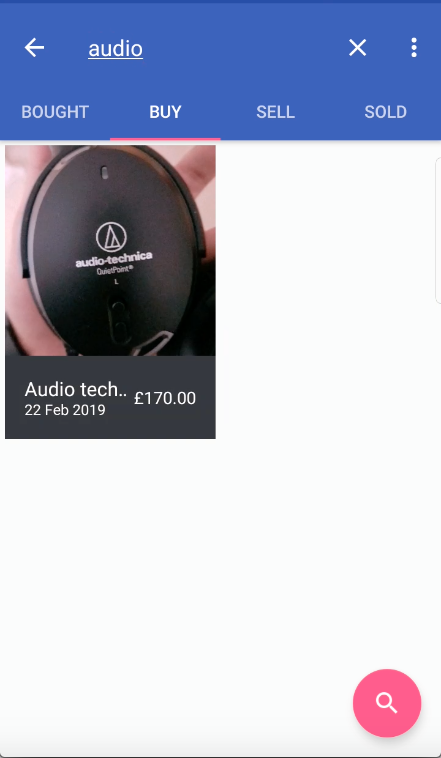 audio
BOUGHT BUY SELL SOLD
audio-technica
QuietPoint®
L
Audio tech..
22 Feb 2019
£170.00